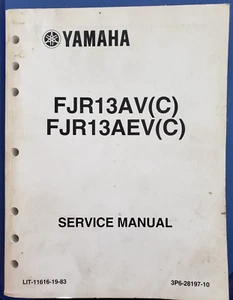 YAMAHA
FJR13AV(C)
FJR13AEV(C)
SERVICE MANUAL
LIT-11616-19-83
3P6-28197-10